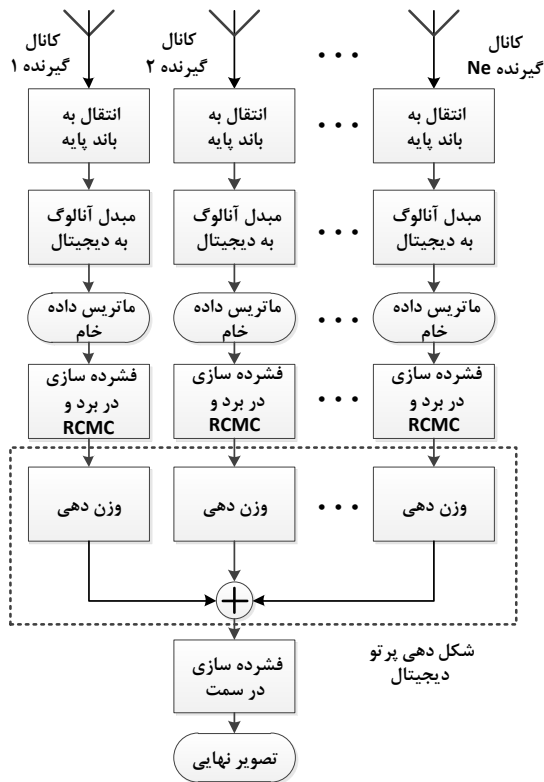 کانال
گیرنده ۱
کانال
گیرنده ۲
کانال
گیرنده Ne
انتقال به
باند پایه
انتقال به
باند پایه
انتقال به
باند پایه
مبدل آنالوگ
به دیجیتال
مبدل آنالوگ
به دیجیتال
مبدل آنالوگ
به دیجیتال
ماتریس داده
خام
ماتریس داده
خام
ماتریس داده
خام
فشرده سازی
در برد و
RCMC
فشرده سازی
در برد و
RCMC
فشرده سازی
در برد و
RCMC
وزن دهی
وزن دهی
وزن دهی
شکل دهی پرتو
دیجیتال
فشرده سازی
در سمت
تصویر نهایی